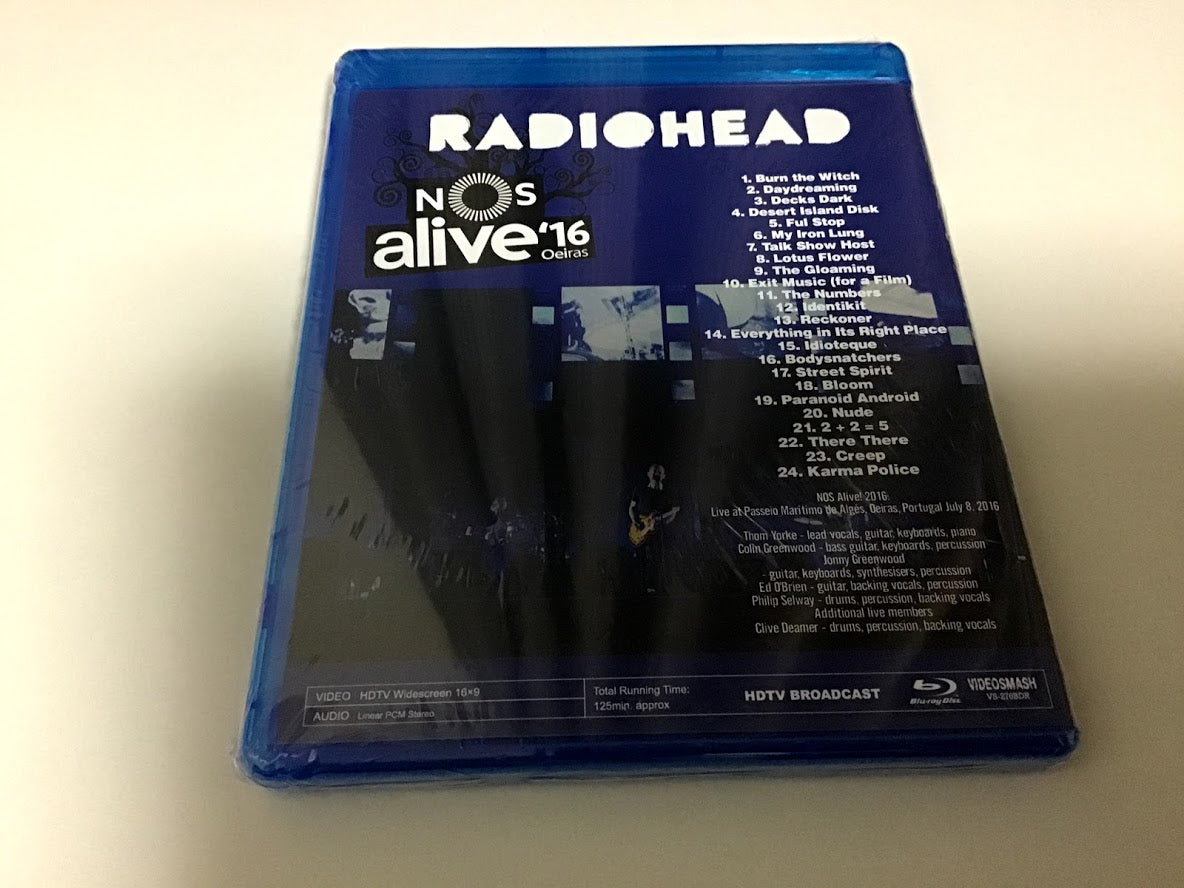 RADIOHEAD
NOS
alive'16
Oeiras
1. Burn the Witch
2. Daydreaming
3. Decks Dark
4. Desert Island Disk
5. Ful Stop
6. My Iron Lung
7. Talk Show Host
8. Lotus Flower
9. The Gloaming
10. Exit Music (for a Film)
11. The Numbers
12. Identikit
13. Reckoner
14. Everything in Its Right Place
15. Idioteque
16. Bodysnatchers
17. Street Spirit
18. Bloom
19. Paranoid Android
20. Nude
21. 2 + 2 = 5
22. There There
23. Creep
24. Karma Police
NOS Alive! 2016:
Live at Passeio Marítimo de Algés, Oeiras, Portugal July 8, 2016
Thom Yorke - lead vocals, guitar, keyboards, piano
Colin Greenwood - bass guitar, keyboards, percussion
Jonny Greenwood
- guitar, keyboards, synthesisers, percussion
Ed O'Brien - guitar, backing vocals, percussion
Philip Selway - drums, percussion, backing vocals
Additional live members
Clive Deamer - drums, percussion, backing vocals
VIDEO HDTV Widescreen 16×9
AUDIO Linear PCM Stereo
Total Running Time:
125min. approx
HDTV BROADCAST
Blu-ray Disc
VIDEOSMASH
VS-276BDR